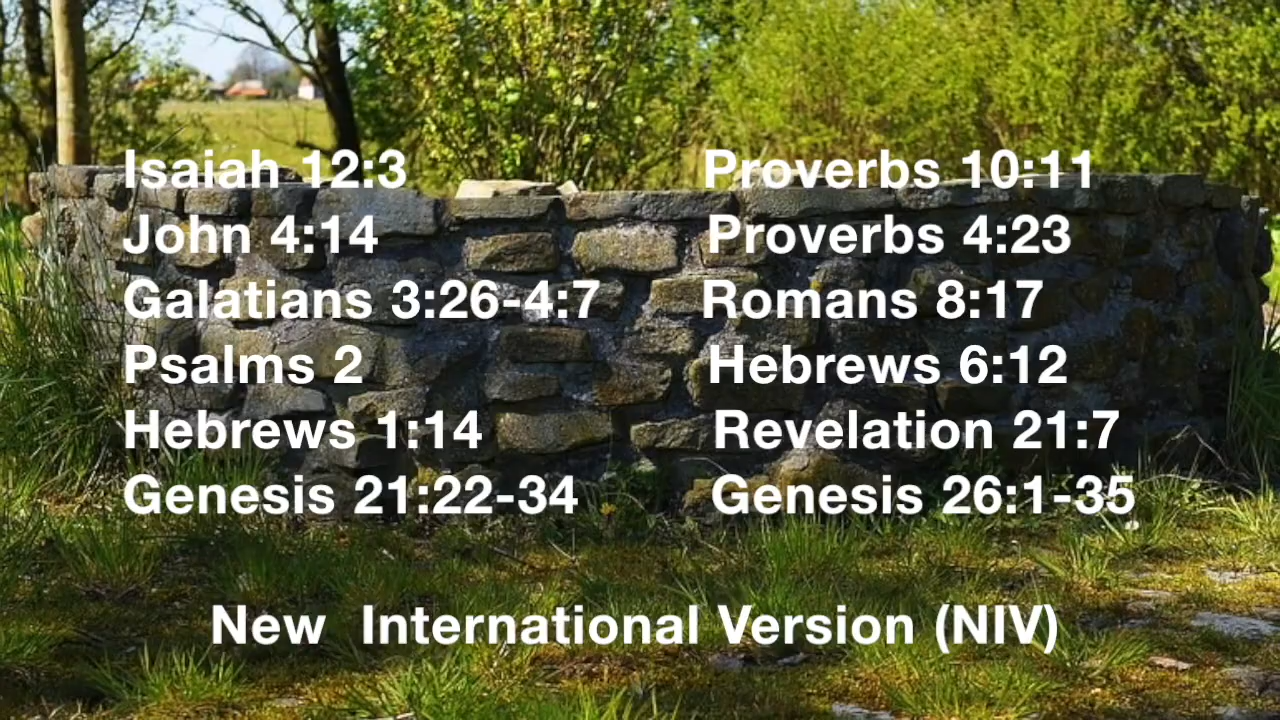 Isaiah 12:3
John 4:14
Galatians 3:26-4:7
Psalms 2
Hebrews 1:14
Genesis 21:22-34
Proverbs 10:11
Proverbs 4:23
Romans 8:17
Hebrews 6:12
Revelation 21:7
Genesis 26:1-35
New  International Version (NIV)